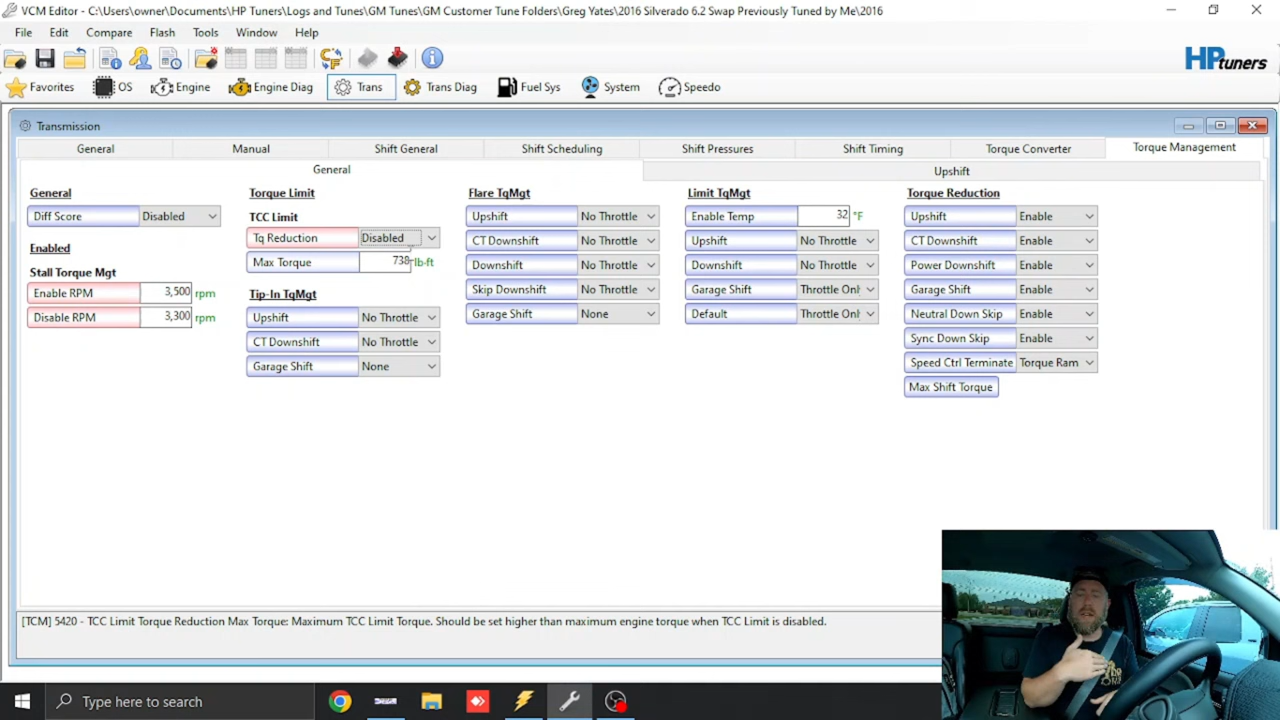 VCM Editor - C:\Users\owner\Documents\HP Tuners\Logs and Tunes\GM Tunes\GM Customer Tune Folders\Greg Yates\2016 Silverado 6.2 Swap Previously Tuned by Me\2016
File Edit Compare Flash Tools Window Help
HPtuners
Favorites OS Engine Engine Diag Trans Trans Diag Fuel Sys System Speedo
Transmission
General Manual Shift General Shift Scheduling Shift Pressures Shift Timing Torque Converter Torque Management
General Upshift
General
Diff Score Disabled
Enabled
Stall Torque Mgt
Enable RPM 3,500 rpm
Disable RPM 3,300 rpm
Torque Limit
TCC Limit
Tq Reduction Disabled
Max Torque 738 lb-ft
Tip-In TqMgt
Upshift No Throttle
CT Downshift No Throttle
Garage Shift None
Flare TqMgt
Upshift No Throttle
CT Downshift No Throttle
Downshift No Throttle
Skip Downshift No Throttle
Garage Shift None
Limit TqMgt
Enable Temp 32 °F
Upshift No Throttle
Downshift No Throttle
Garage Shift Throttle Onl
Default Throttle Onl
Torque Reduction
Upshift Enable
CT Downshift Enable
Power Downshift Enable
Garage Shift Enable
Neutral Down Skip Enable
Sync Down Skip Enable
Speed Ctrl Terminate Torque Ram
Max Shift Torque
[TCM] 5420 - TCC Limit Torque Reduction Max Torque: Maximum TCC Limit Torque. Should be set higher than maximum engine torque when TCC Limit is disabled.
Type here to search